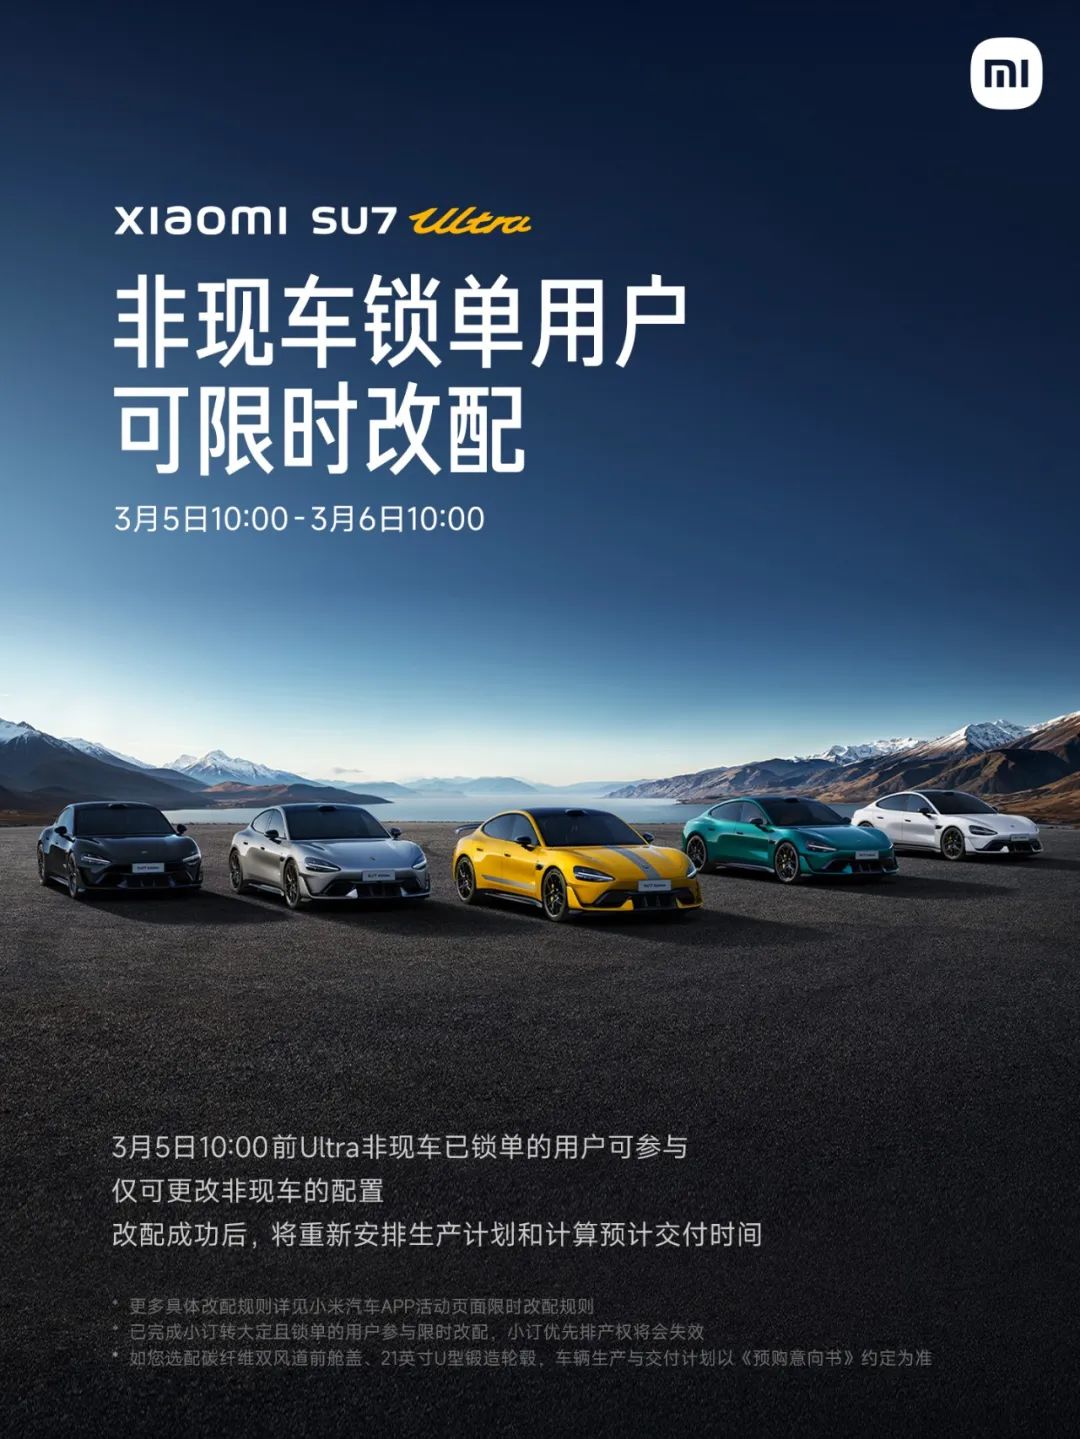 mi
xiaomi SU7 Ultra
非现车锁单用户
可限时改配
3月5日10:00-3月6日10:00
3月5日10:00前Ultra非现车已锁单的用户可参与
仅可更改非现车的配置
改配成功后，将重新安排生产计划和计算预计交付时间
* 更多具体改配规则详见小米汽车APP活动页面限时改配规则
* 已完成小订转大定且锁单的用户参与限时改配，小订优先排产权将会失效
* 如您选配碳纤维双风道前舱盖、21英寸U型锻造轮毂，车辆生产与交付计划以《预购意向书》约定为准